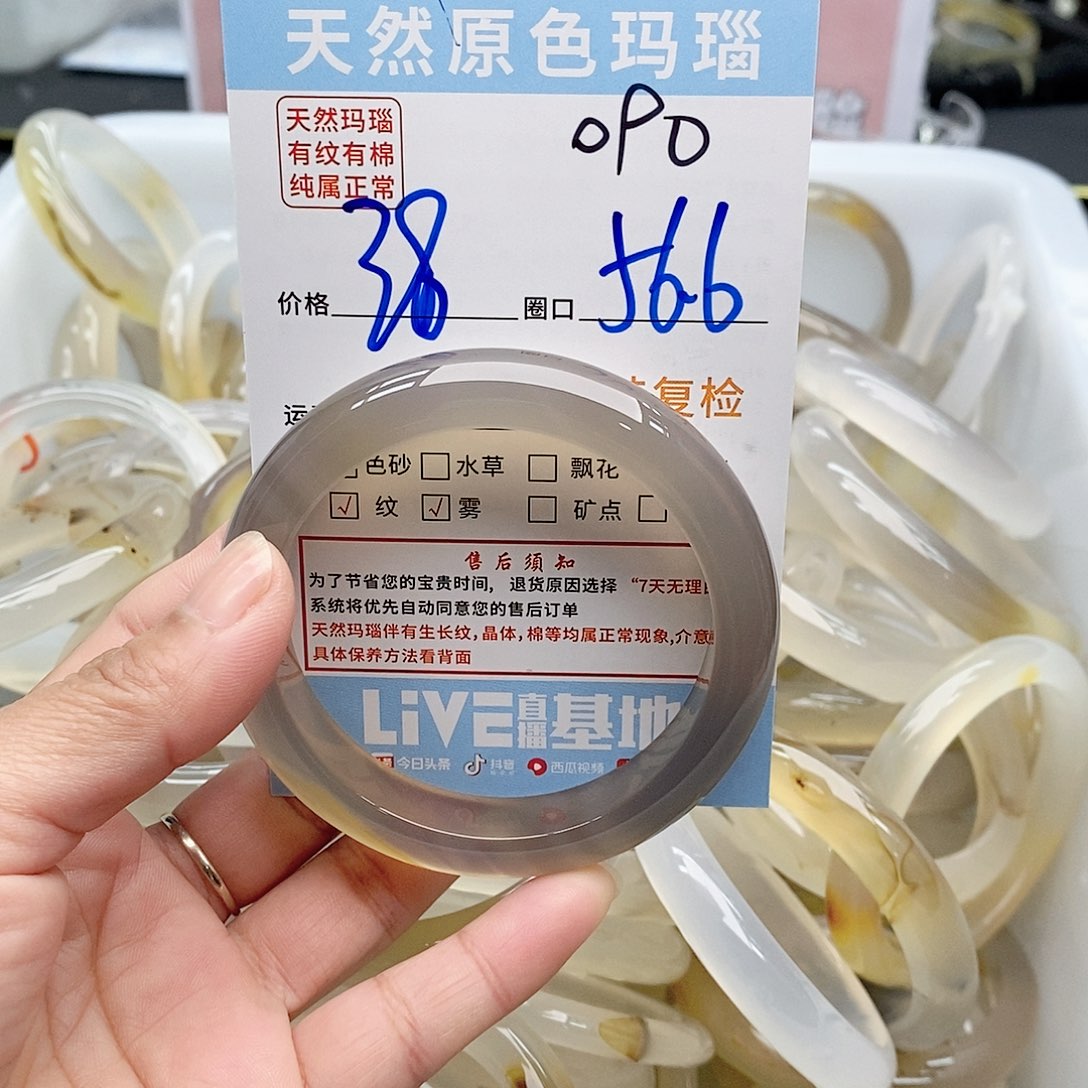 天然原色玛瑙
天然玛瑙
有纹有棉
纯属正常
OPO
价格 38 圈口 56.6
复检
色砂 水草 飘花
√ 纹 √ 雾 矿点
售后须知
为了节省您的宝贵时间，退货原因选择 “7天无理
系统将优先自动同意您的售后订单
天然玛瑙伴有生长纹,晶体,棉等均属正常现象,介意
具体保养方法看背面
LiVE直播基地
今日头条 抖音 西瓜视频